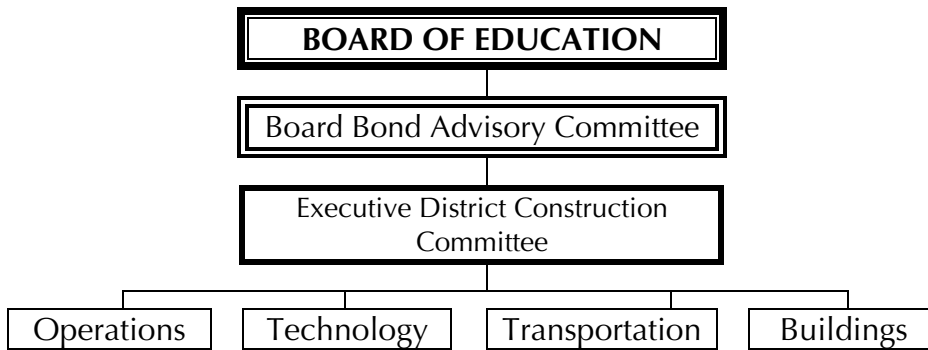 BOARD OF EDUCATION
Board Bond Advisory Committee
Executive District Construction
Committee
Operations
Technology
Transportation
Buildings